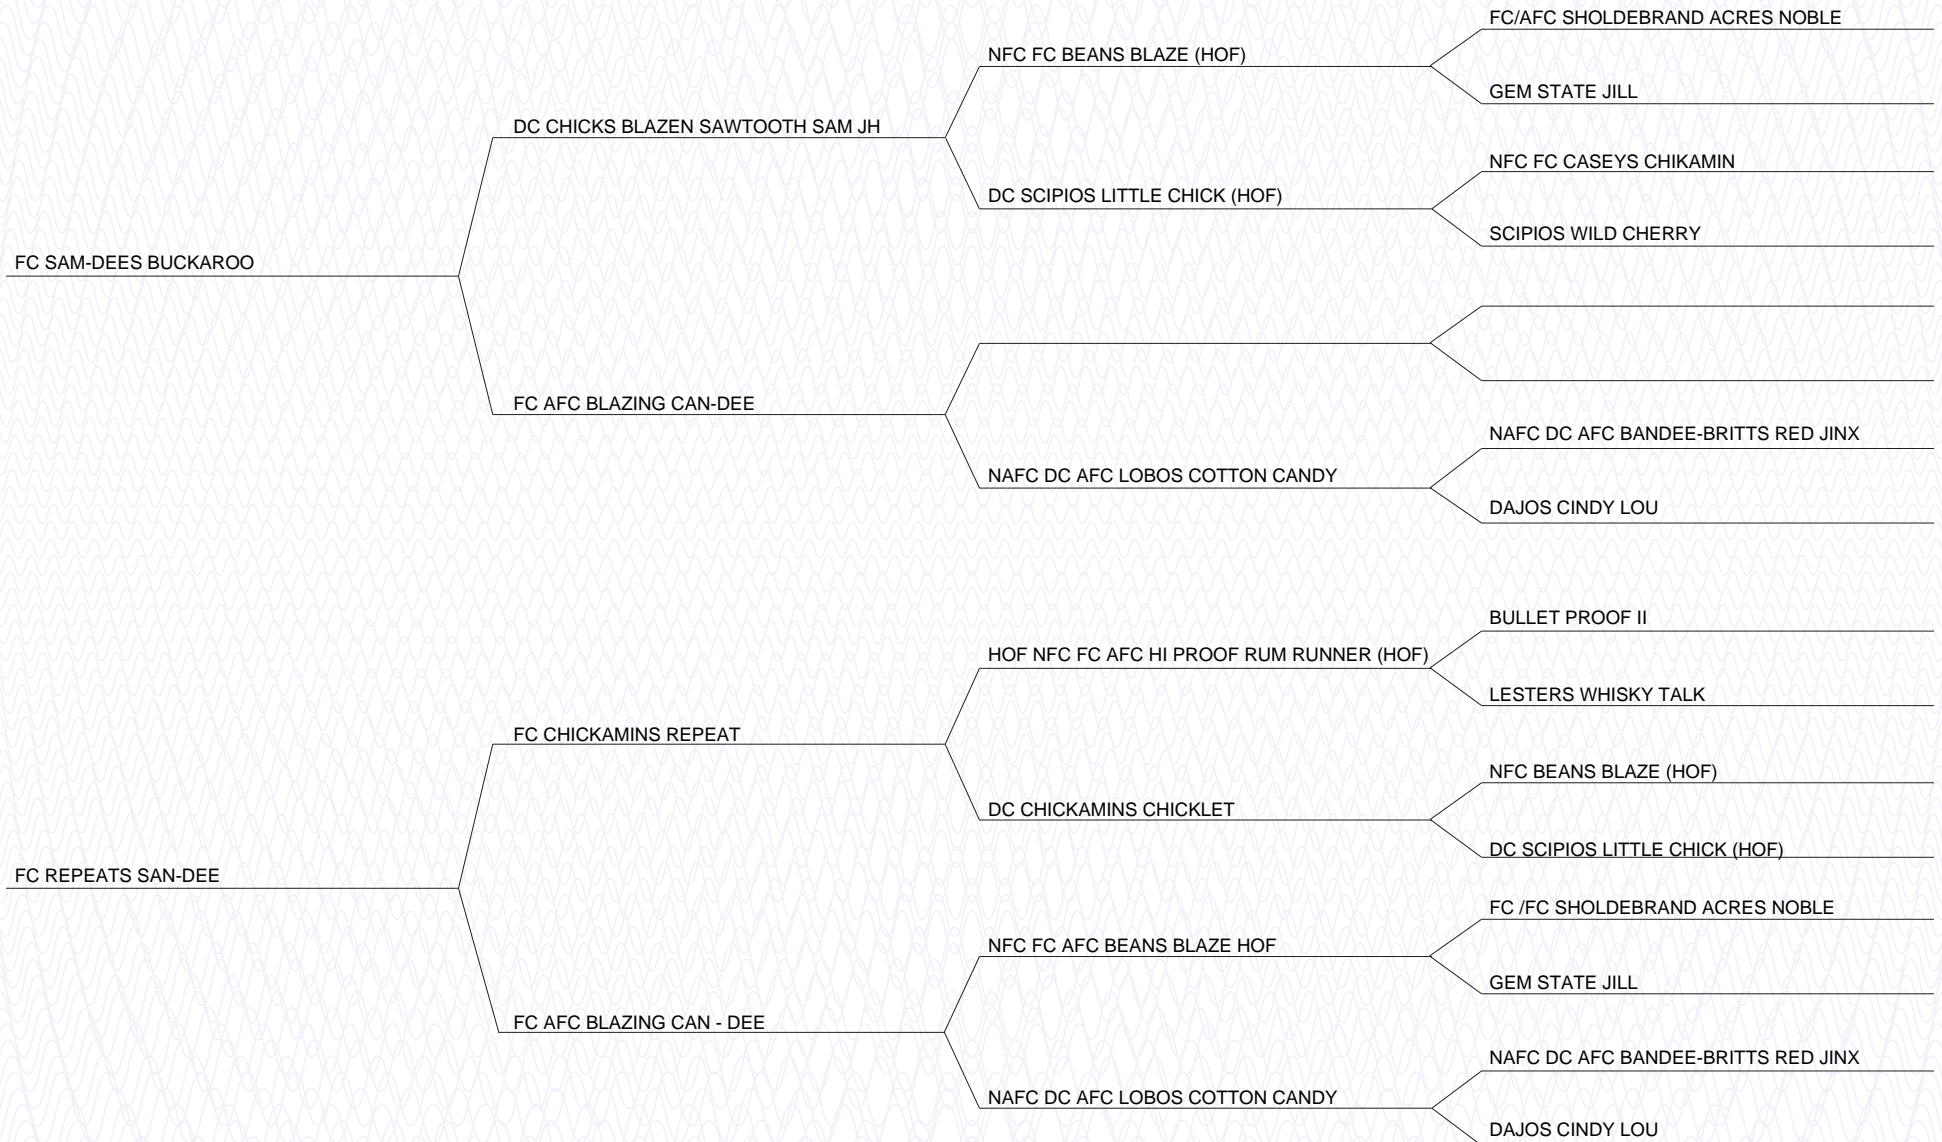 FC/AFC SHOLDEBRAND ACRES NOBLE
NFC FC BEANS BLAZE (HOF)
GEM STATE JILL
DC CHICKS BLAZEN SAWTOOTH SAM JH
NFC FC CASEYS CHIKAMIN
DC SCIPIOS LITTLE CHICK (HOF)
SCIPIOS WILD CHERRY
FC SAM-DEES BUCKAROO
FC AFC BLAZING CAN-DEE
NAFC DC AFC BANDEE-BRITTS RED JINX
NAFC DC AFC LOBOS COTTON CANDY
DAJOS CINDY LOU
BULLET PROOF II
HOF NFC FC AFC HI PROOF RUM RUNNER (HOF)
LESTERS WHISKY TALK
FC CHICKAMINS REPEAT
NFC BEANS BLAZE (HOF)
DC CHICKAMINS CHICKLET
DC SCIPIOS LITTLE CHICK (HOF)
FC REPEATS SAN-DEE
FC /FC SHOLDEBRAND ACRES NOBLE
NFC FC AFC BEANS BLAZE HOF
GEM STATE JILL
FC AFC BLAZING CAN - DEE
NAFC DC AFC BANDEE-BRITTS RED JINX
NAFC DC AFC LOBOS COTTON CANDY
DAJOS CINDY LOU